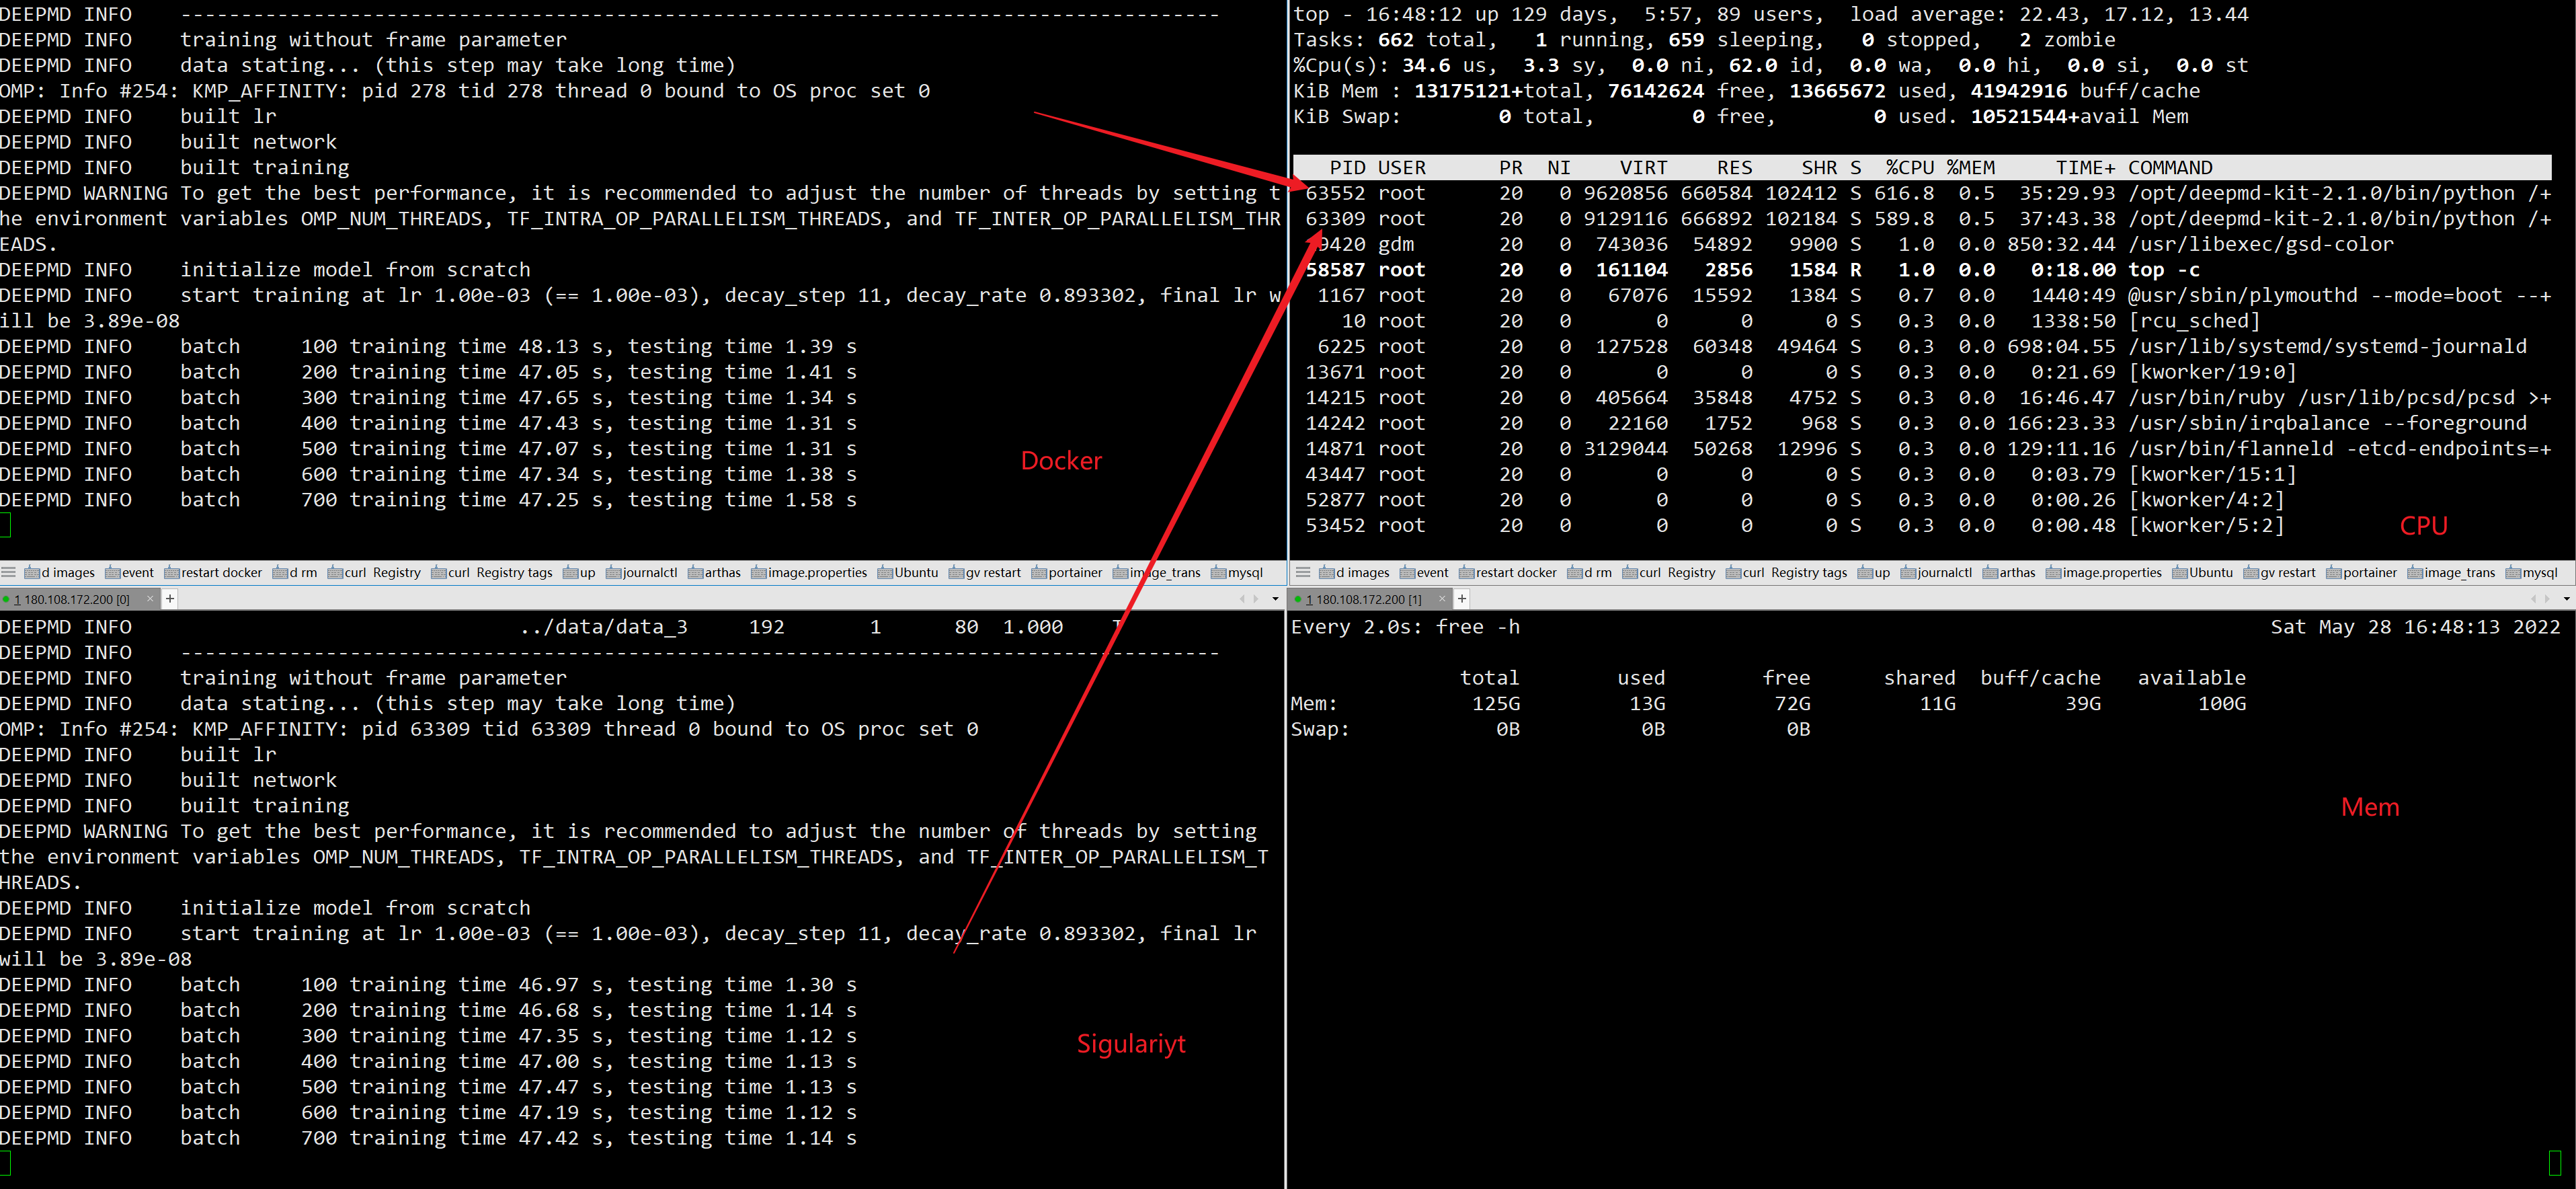 DEEPMD INFO    --------------------------------------------------------------------------------------
DEEPMD INFO    training without frame parameter
DEEPMD INFO    data stating... (this step may take long time)
OMP: Info #254: KMP_AFFINITY: pid 278 tid 278 thread 0 bound to OS proc set 0
DEEPMD INFO    built lr
DEEPMD INFO    built network
DEEPMD INFO    built training
DEEPMD WARNING To get the best performance, it is recommended to adjust the number of threads by setting t
he environment variables OMP_NUM_THREADS, TF_INTRA_OP_PARALLELISM_THREADS, and TF_INTER_OP_PARALLELISM_THR
EADS.
DEEPMD INFO    initialize model from scratch
DEEPMD INFO    start training at lr 1.00e-03 (== 1.00e-03), decay_step 11, decay_rate 0.893302, final lr w
ill be 3.89e-08
DEEPMD INFO    batch     100 training time 48.13 s, testing time 1.39 s
DEEPMD INFO    batch     200 training time 47.05 s, testing time 1.41 s
DEEPMD INFO    batch     300 training time 47.65 s, testing time 1.34 s
DEEPMD INFO    batch     400 training time 47.43 s, testing time 1.31 s
DEEPMD INFO    batch     500 training time 47.07 s, testing time 1.31 s
DEEPMD INFO    batch     600 training time 47.34 s, testing time 1.38 s
DEEPMD INFO    batch     700 training time 47.25 s, testing time 1.58 s
Docker
top - 16:48:12 up 129 days,  5:57, 89 users,  load average: 22.43, 17.12, 13.44
Tasks: 662 total,   1 running, 659 sleeping,   0 stopped,   2 zombie
%Cpu(s): 34.6 us,  3.3 sy,  0.0 ni, 62.0 id,  0.0 wa,  0.0 hi,  0.0 si,  0.0 st
KiB Mem : 13175121+total, 76142624 free, 13665672 used, 41942916 buff/cache
KiB Swap:        0 total,        0 free,        0 used. 10521544+avail Mem
PID USER      PR  NI    VIRT    RES    SHR S  %CPU %MEM     TIME+ COMMAND
63552 root      20   0 9620856 660584 102412 S 616.8  0.5  35:29.93 /opt/deepmd-kit-2.1.0/bin/python /+
63309 root      20   0 9129116 666892 102184 S 589.8  0.5  37:43.38 /opt/deepmd-kit-2.1.0/bin/python /+
9420 gdm       20   0  743036  54892   9900 S   1.0  0.0 850:32.44 /usr/libexec/gsd-color
58587 root      20   0  161104   2856   1584 R   1.0  0.0   0:18.00 top -c
1167 root      20   0   67076  15592   1384 S   0.7  0.0   1440:49 @usr/sbin/plymouthd --mode=boot --+
10 root      20   0       0      0      0 S   0.3  0.0   1338:50 [rcu_sched]
6225 root      20   0  127528  60348  49464 S   0.3  0.0 698:04.55 /usr/lib/systemd/systemd-journald
13671 root      20   0       0      0      0 S   0.3  0.0   0:21.69 [kworker/19:0]
14215 root      20   0  405664  35848   4752 S   0.3  0.0  16:46.47 /usr/bin/ruby /usr/lib/pcsd/pcsd >+
14242 root      20   0   22160   1752    968 S   0.3  0.0 166:23.33 /usr/sbin/irqbalance --foreground
14871 root      20   0 3129044  50268  12996 S   0.3  0.0 129:11.16 /usr/bin/flanneld -etcd-endpoints=+
43447 root      20   0       0      0      0 S   0.3  0.0   0:03.79 [kworker/15:1]
52877 root      20   0       0      0      0 S   0.3  0.0   0:00.26 [kworker/4:2]
53452 root      20   0       0      0      0 S   0.3  0.0   0:00.48 [kworker/5:2]
CPU
d images event restart docker d rm curl Registry curl Registry tags up journalctl arthas image.properties Ubuntu gv restart portainer image_trans mysql
d images event restart docker d rm curl Registry curl Registry tags up journalctl arthas image.properties Ubuntu gv restart portainer image_trans mysql
1 180.108.172.200 [0] × +
1 180.108.172.200 [1] × +
DEEPMD INFO                                ../data/data_3     192       1      80  1.000    T
DEEPMD INFO    --------------------------------------------------------------------------------------
DEEPMD INFO    training without frame parameter
DEEPMD INFO    data stating... (this step may take long time)
OMP: Info #254: KMP_AFFINITY: pid 63309 tid 63309 thread 0 bound to OS proc set 0
DEEPMD INFO    built lr
DEEPMD INFO    built network
DEEPMD INFO    built training
DEEPMD WARNING To get the best performance, it is recommended to adjust the number of threads by setting
the environment variables OMP_NUM_THREADS, TF_INTRA_OP_PARALLELISM_THREADS, and TF_INTER_OP_PARALLELISM_T
HREADS.
DEEPMD INFO    initialize model from scratch
DEEPMD INFO    start training at lr 1.00e-03 (== 1.00e-03), decay_step 11, decay_rate 0.893302, final lr
will be 3.89e-08
DEEPMD INFO    batch     100 training time 46.97 s, testing time 1.30 s
DEEPMD INFO    batch     200 training time 46.68 s, testing time 1.14 s
DEEPMD INFO    batch     300 training time 47.35 s, testing time 1.12 s
DEEPMD INFO    batch     400 training time 47.00 s, testing time 1.13 s
DEEPMD INFO    batch     500 training time 47.47 s, testing time 1.13 s
DEEPMD INFO    batch     600 training time 47.19 s, testing time 1.12 s
DEEPMD INFO    batch     700 training time 47.42 s, testing time 1.14 s
Sigulariyt
Every 2.0s: free -h                                                              Sat May 28 16:48:13 2022
total        used        free      shared  buff/cache   available
Mem:           125G         13G         72G         11G         39G        100G
Swap:            0B          0B          0B
Mem